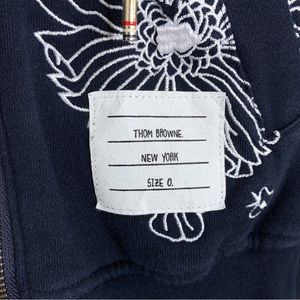 THOM BROWNE.
NEW YORK
SIZE 0.